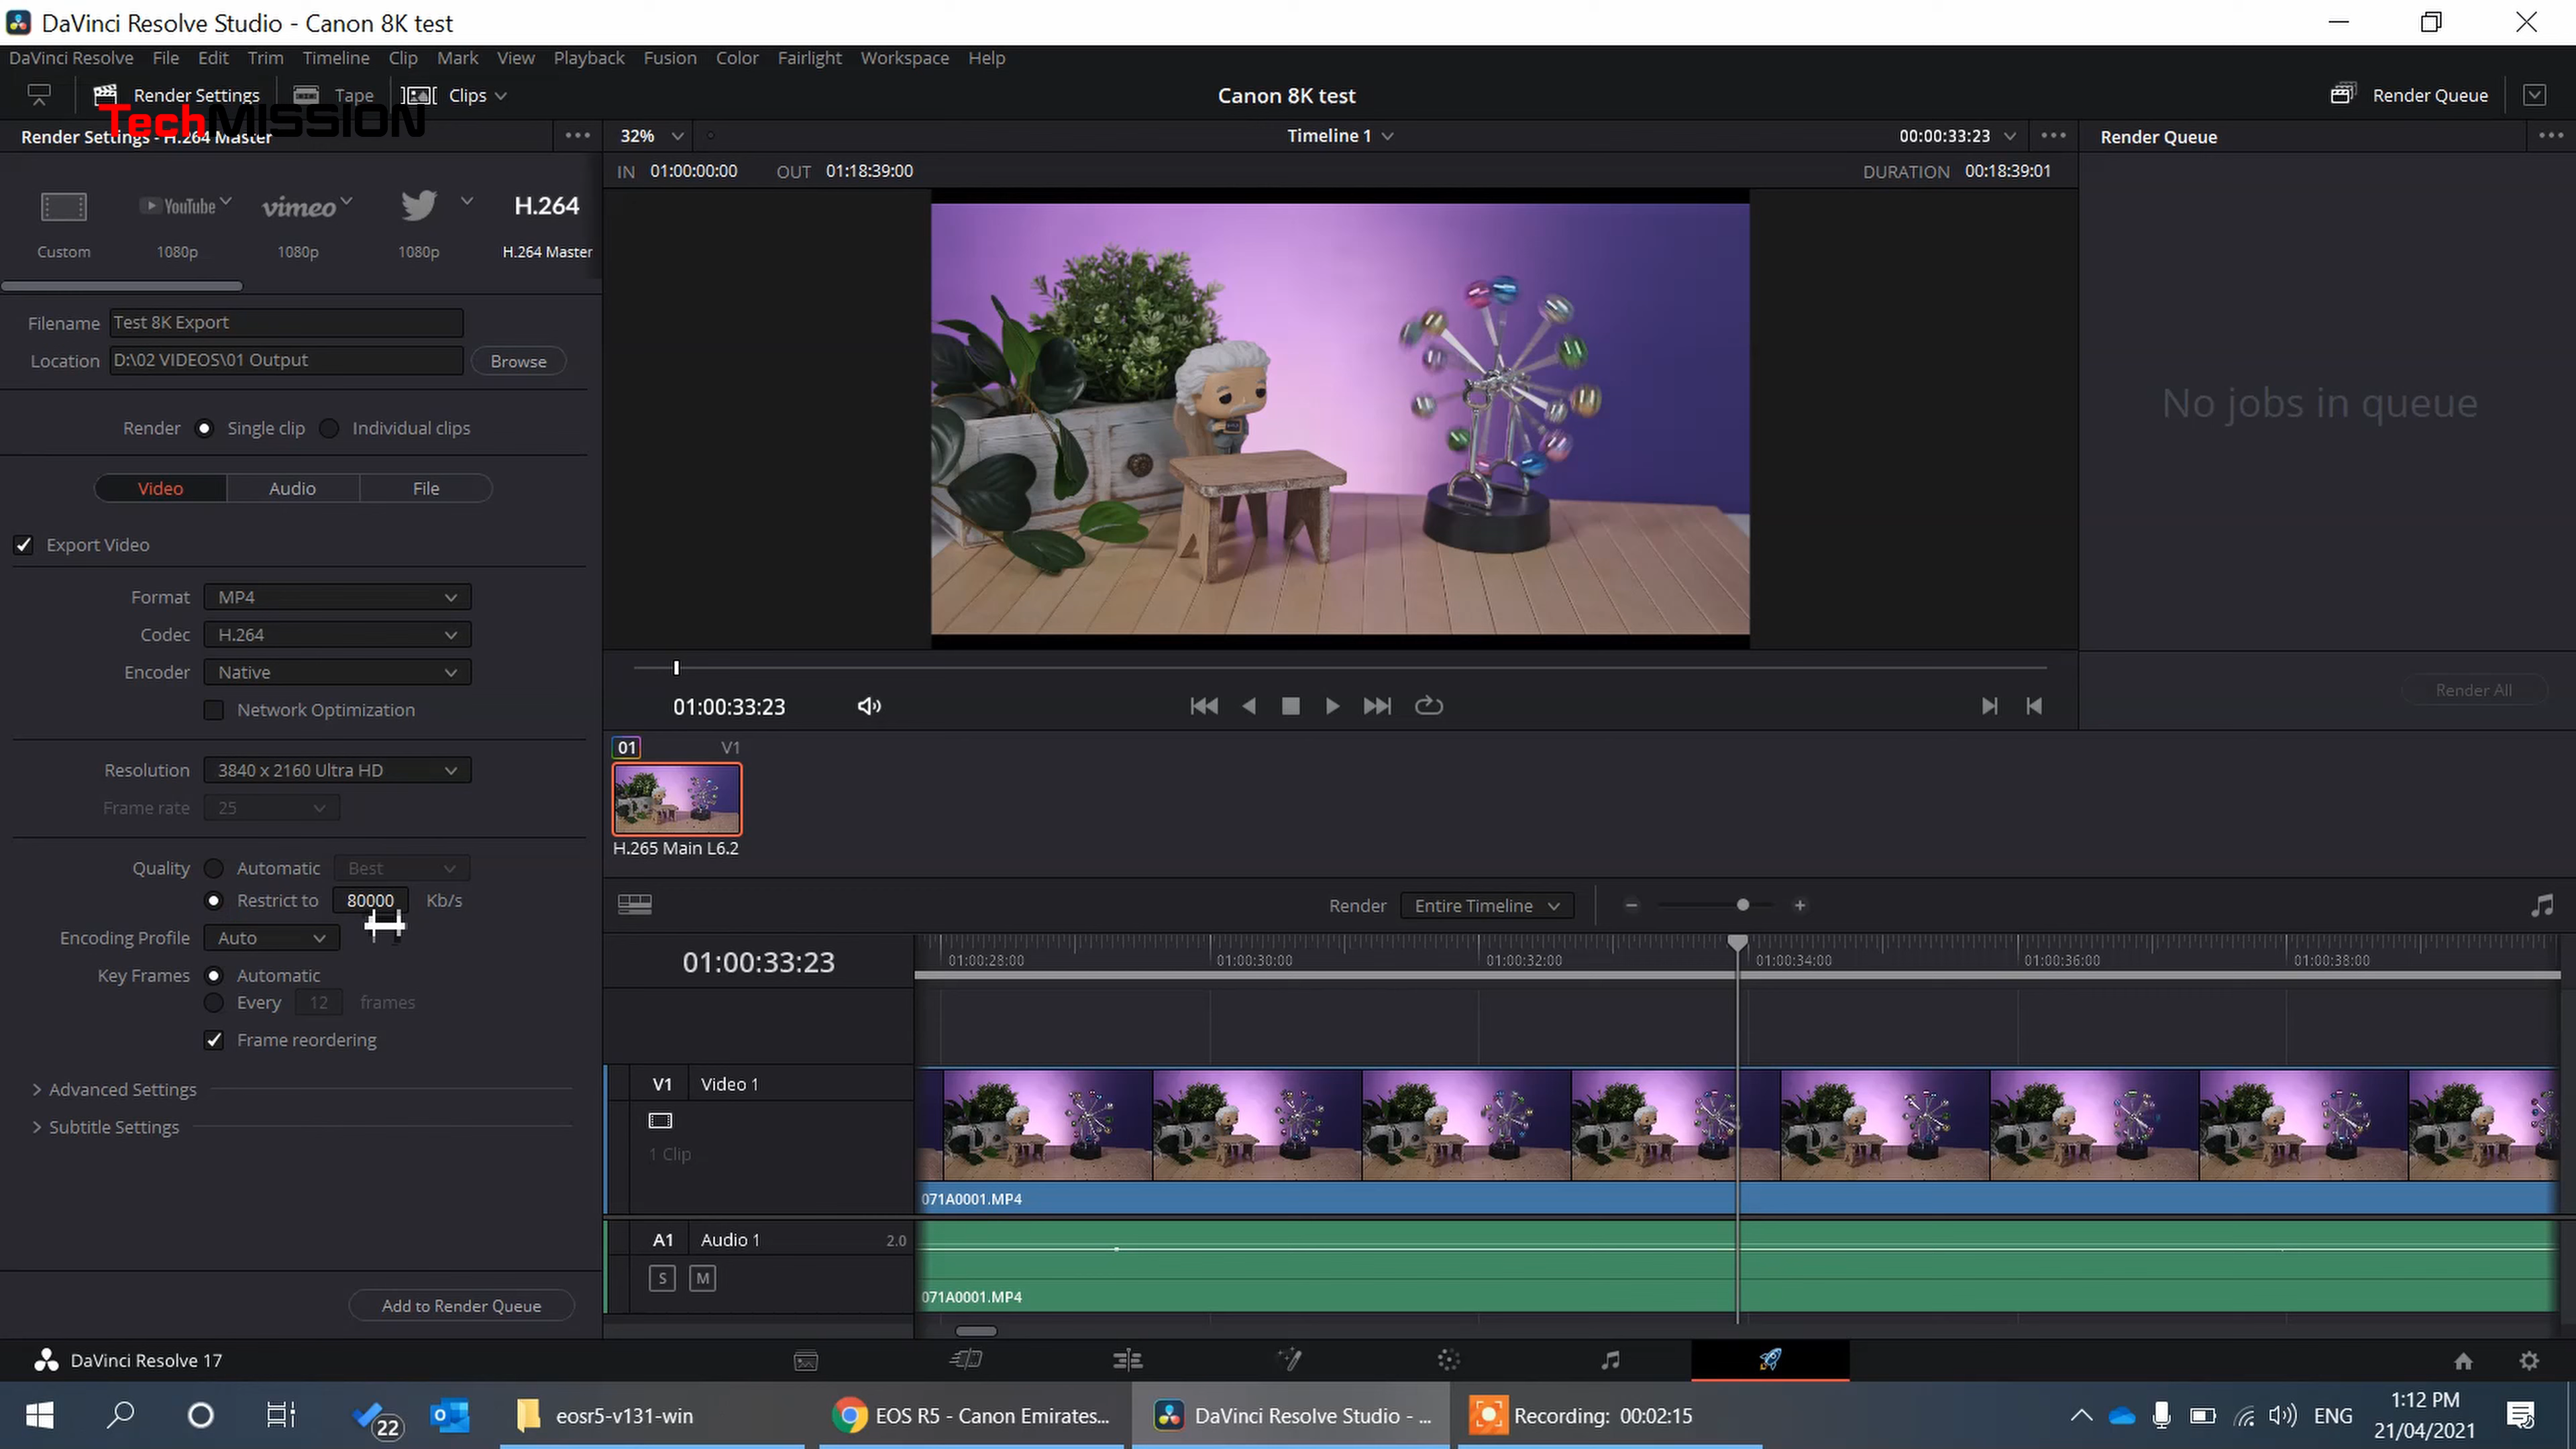 DaVinci Resolve Studio - Canon 8K test
DaVinci Resolve File Edit Trim Timeline Clip Mark View Playback Fusion Color Fairlight Workspace Help
Render Settings Tape Clips Canon 8K test Render Queue
TechMISSION
Render Settings - H.264 Master 32% Timeline 1 00:00:33:23 Render Queue
IN 01:00:00:00 OUT 01:18:39:00 DURATION 00:18:39:01
YouTube vimeo H.264
Custom 1080p 1080p 1080p H.264 Master
Filename Test 8K Export
Location D:\02 VIDEOS\01 Output Browse
No jobs in queue
Render Single clip Individual clips
Video Audio File
Export Video
Format MP4
Codec H.264
Encoder Native
Network Optimization
Render All
01:00:33:23
01 V1
H.265 Main L6.2
Resolution 3840 x 2160 Ultra HD
Frame rate 25
Quality Automatic Best
Restrict to 80000 Kb/s
Encoding Profile Auto
Key Frames Automatic
Every 12 frames
Frame reordering
Advanced Settings
Subtitle Settings
Add to Render Queue
Render Entire Timeline
01:00:33:23 01:00:28:00 01:00:30:00 01:00:32:00 01:00:34:00 01:00:36:00 01:00:38:00
V1 Video 1
1 Clip
071A0001.MP4
A1 Audio 1 2.0
S M
071A0001.MP4
DaVinci Resolve 17
22 eosr5-v131-win EOS R5 - Canon Emirates... DaVinci Resolve Studio - ... Recording: 00:02:15 ENG 1:12 PM
21/04/2021